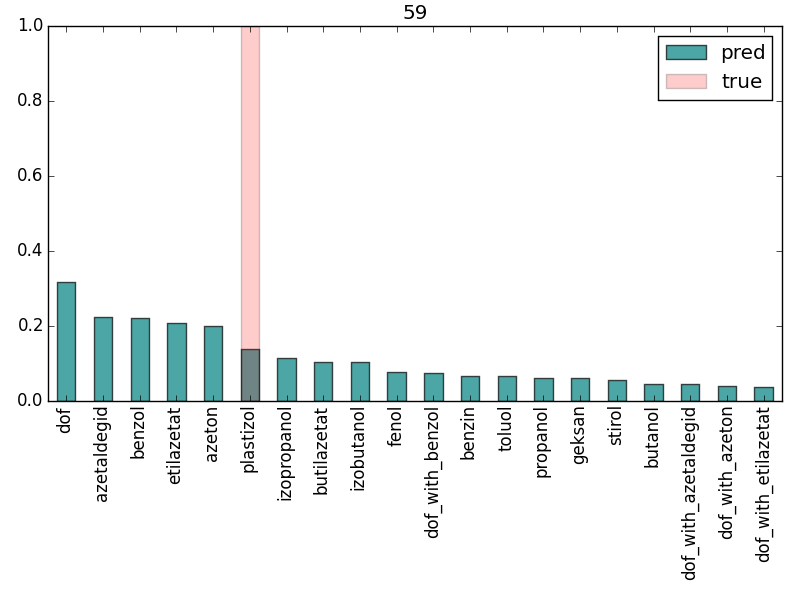 59
1.0
0.8
0.6
0.4
0.2
0.0
pred
true
dof
azetaldegid
benzol
etilazetat
azeton
plastizol
izopropanol
butilazetat
izobutanol
fenol
dof_with_benzol
benzin
toluol
propanol
geksan
stirol
butanol
dof_with_azetaldegid
dof_with_azeton
dof_with_etilazetat